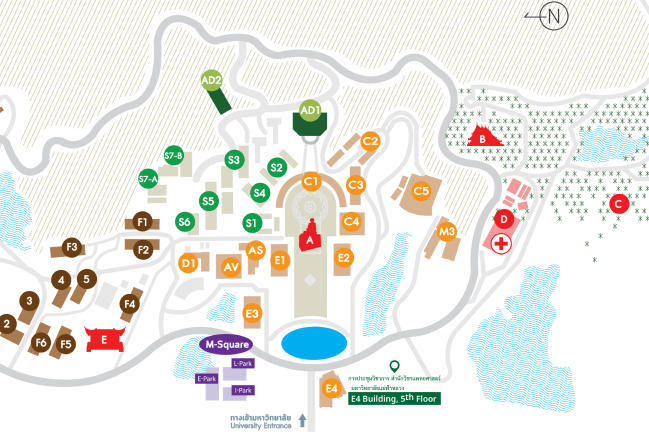 N
AD2
AD1
B
C2
S7-B
S3
S2
S7-A
C1
C3
C5
S4
S5
C
D
F1
S6
S1
C4
M3
A
F2
F3
AS
D1
AV
E1
E2
4
5
3
F4
E3
2
F6
F5
E
M-Square
L-Park
E-Park
I-Park
E4
การประชุมวิชาการ สำนักวิชาแพทยศาสตร์
มหาวิทยาลัยแม่ฟ้าหลวง
E4 Building, 5th Floor
ทางเข้ามหาวิทยาลัย
University Entrance